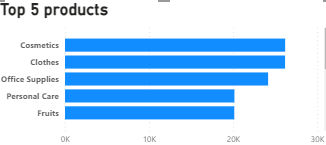 Top 5 products
Cosmetics
Clothes
Office Supplies
Personal Care
Fruits
0K 10K 20K 30K